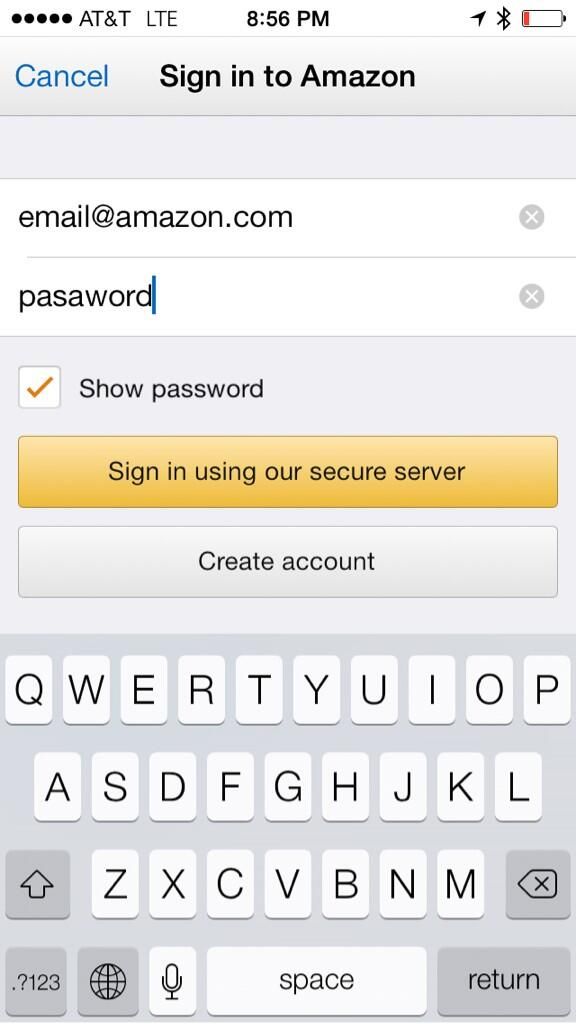 AT&T LTE 8:56 PM
Cancel Sign in to Amazon
email@amazon.com
pasaword
Show password
Sign in using our secure server
Create account
Q W E R T Y U I O P
A S D F G H J K L
Z X C V B N M
.?123 space return